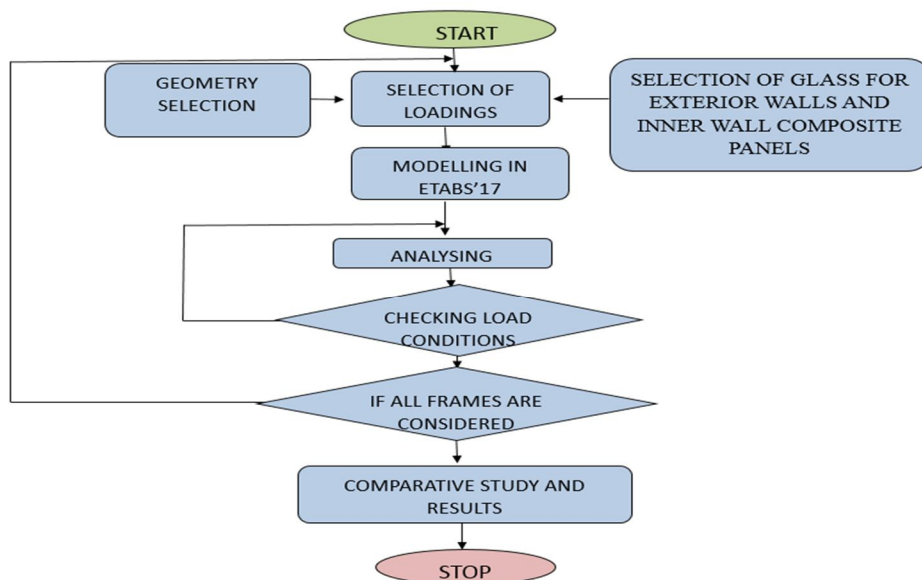 START
GEOMETRY
SELECTION
SELECTION OF
LOADINGS
SELECTION OF GLASS FOR
EXTERIOR WALLS AND
INNER WALL COMPOSITE
PANELS
MODELLING IN
ETABS’17
ANALYSING
CHECKING LOAD
CONDITIONS
IF ALL FRAMES ARE
CONSIDERED
COMPARATIVE STUDY AND
RESULTS
STOP